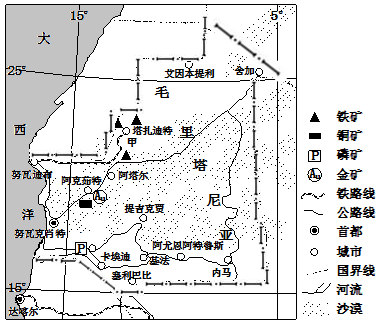 大
西
洋
15°
5°
25°
15°
艾因本提利
舍加
毛
里
塔
尼
亚
塔扎迪特
甲
努瓦迪布
阿塔尔
阿克茹特
Au
提吉克贾
努瓦克肖特
P
卡埃迪
基法
阿尤恩阿特鲁斯
塞利巴比
内马
达喀尔
铁矿
铜矿
P 磷矿
Au 金矿
铁路线
公路线
首都
城市
国界线
河流
沙漠